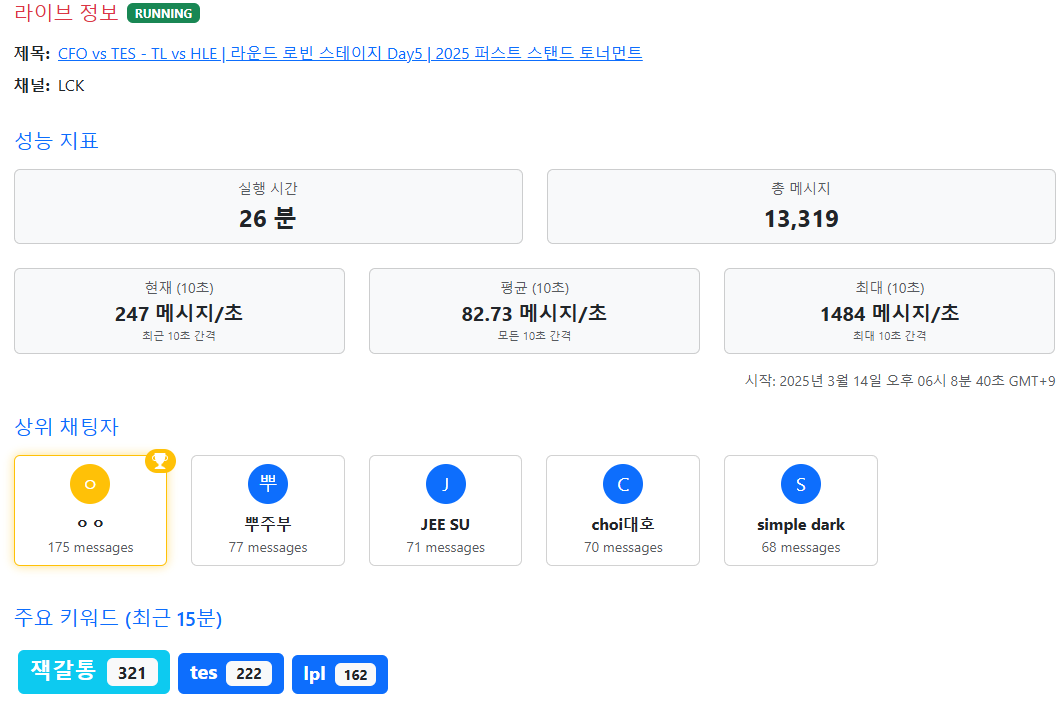 라이브 정보 RUNNING
제목: CFO vs TES - TL vs HLE | 라운드 로빈 스테이지 Day5 | 2025 퍼스트 스탠드 토너먼트
채널: LCK
성능 지표
실행 시간
26 분
총 메시지
13,319
현재 (10초)
247 메시지/초
최근 10초 간격
평균 (10초)
82.73 메시지/초
모든 10초 간격
최대 (10초)
1484 메시지/초
최대 10초 간격
시작: 2025년 3월 14일 오후 06시 8분 40초 GMT+9
상위 채팅자
ㅇ
ㅇㅇ
175 messages
뿌
뿌주부
77 messages
J
JEE SU
71 messages
C
choi대호
70 messages
S
simple dark
68 messages
주요 키워드 (최근 15분)
잭갈통 321
tes 222
lpl 162